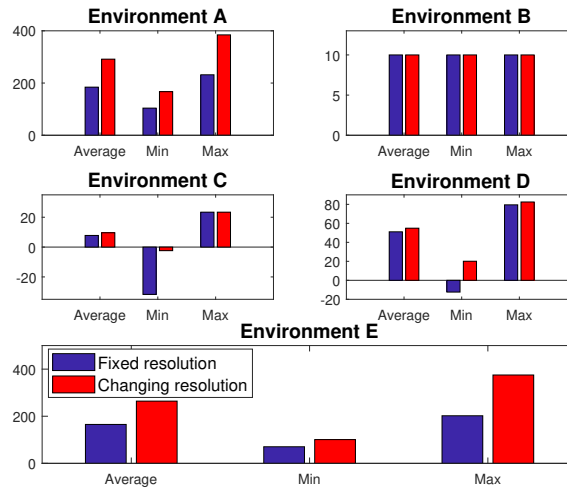 Environment A
400
200
0
Average Min Max
Environment B
10
5
0
Average Min Max
Environment C
20
0
-20
Average Min Max
Environment D
80
60
40
20
0
-20
Average Min Max
Environment E
400
200
0
Fixed resolution
Changing resolution
Average Min Max